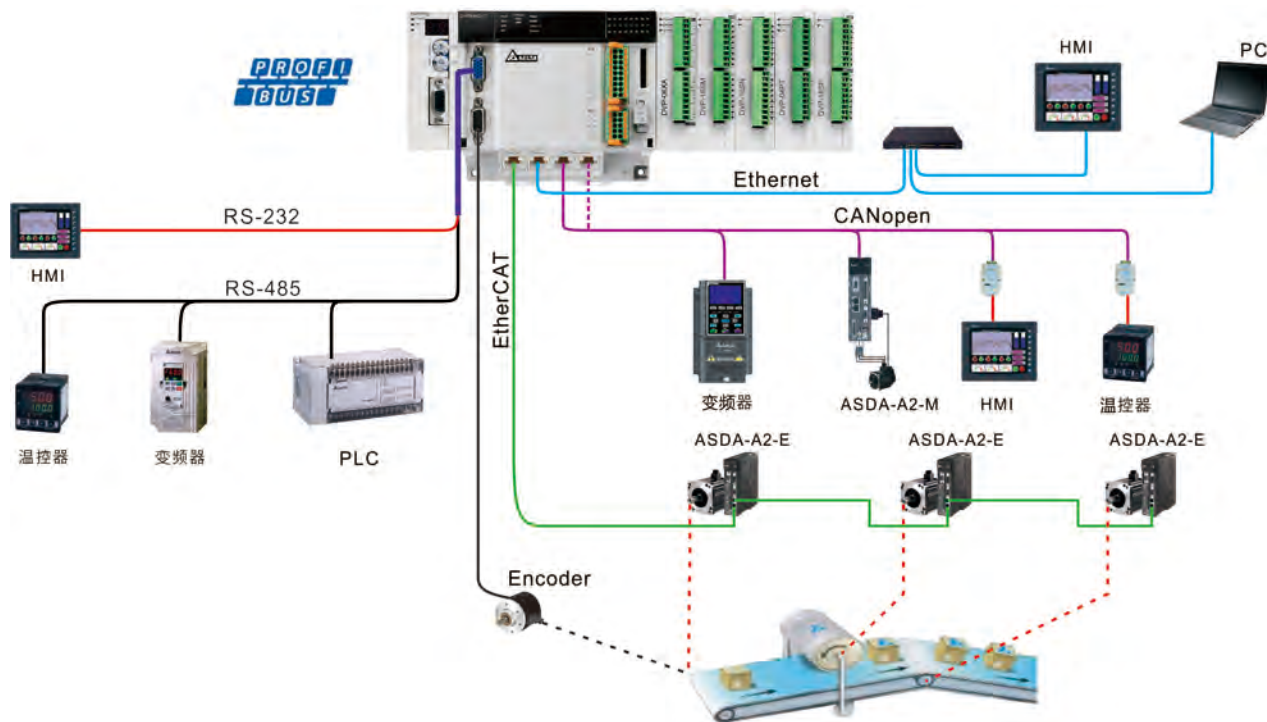 PROFI
BUS
HMI
PC
Ethernet
RS-232
CANopen
HMI
RS-485
EtherCAT
变频器
ASDA-A2-M
HMI
温控器
温控器
变频器
PLC
ASDA-A2-E
ASDA-A2-E
ASDA-A2-E
Encoder